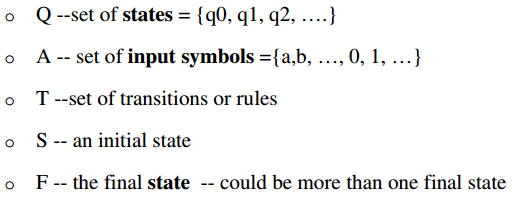 o Q --set of states = {q0, q1, q2, ….}
o A -- set of input symbols ={a,b, …, 0, 1, …}
o T --set of transitions or rules
o S -- an initial state
o F -- the final state -- could be more than one final state